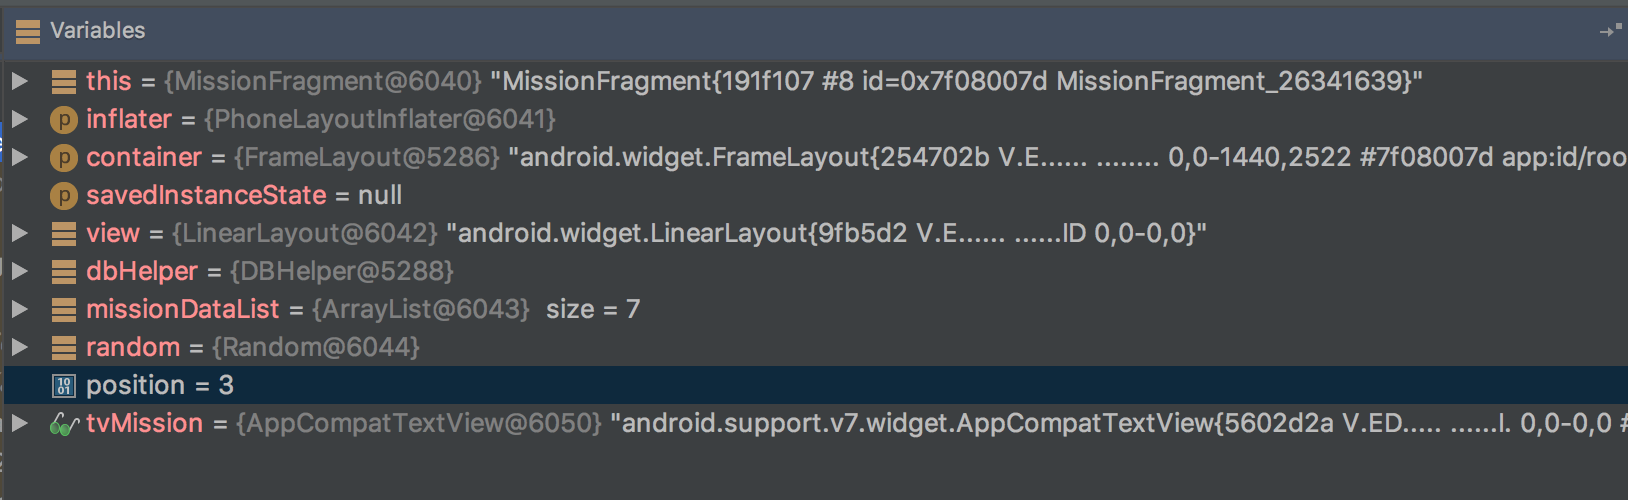 Variables
this = {MissionFragment@6040} "MissionFragment{191f107 #8 id=0x7f08007d MissionFragment_26341639}"
p inflater = {PhoneLayoutInflater@6041}
p container = {FrameLayout@5286} "android.widget.FrameLayout{254702b V.E...... ........ 0,0-1440,2522 #7f08007d app:id/roo
p savedInstanceState = null
view = {LinearLayout@6042} "android.widget.LinearLayout{9fb5d2 V.E...... ......ID 0,0-0,0}"
dbHelper = {DBHelper@5288}
missionDataList = {ArrayList@6043} size = 7
random = {Random@6044}
10 01 position = 3
tvMission = {AppCompatTextView@6050} "android.support.v7.widget.AppCompatTextView{5602d2a V.ED..... ......I. 0,0-0,0 #